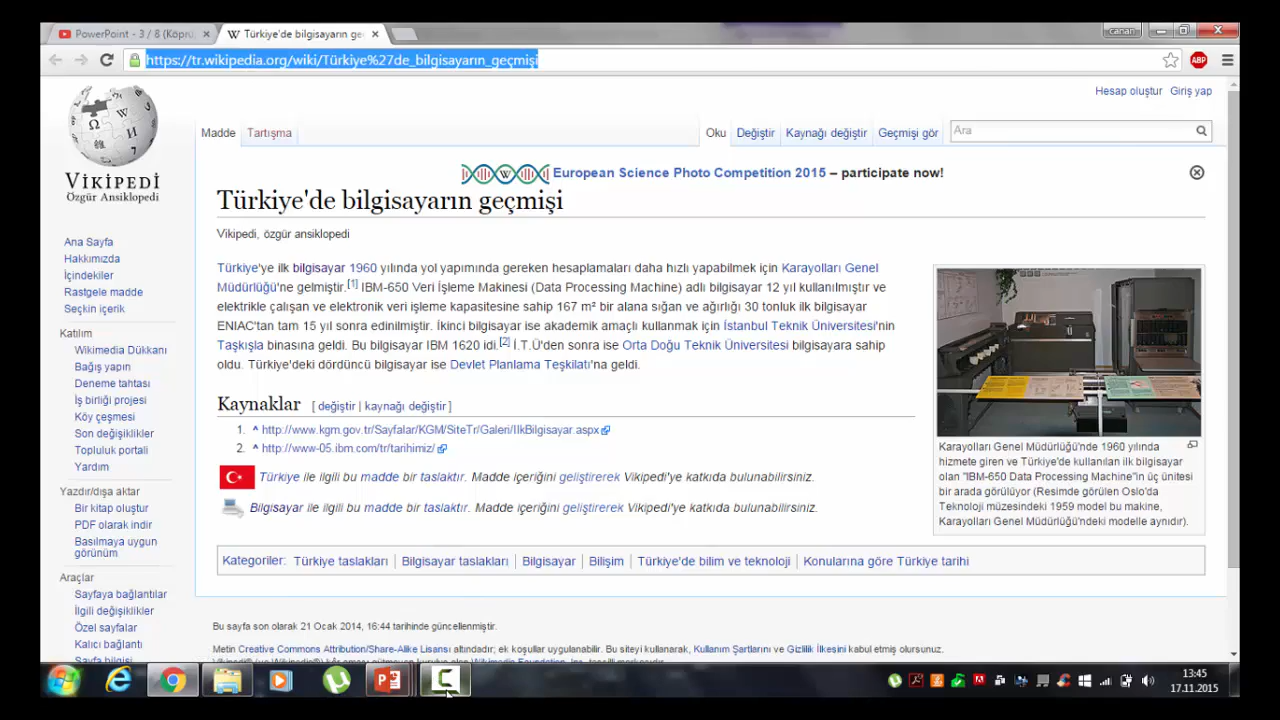 PowerPoint - 3 / 8 (Köprü
Türkiye'de bilgisayarın ge
canan
https://tr.wikipedia.org/wiki/Türkiye%27de_bilgisayarın_geçmişi
ABP
Hesap oluştur Giriş yap
Madde Tartışma Oku Değiştir Kaynağı değiştir Geçmişi gör Ara
VİKİPEDİ
Özgür Ansiklopedi
European Science Photo Competition 2015 – participate now!
Türkiye'de bilgisayarın geçmişi
Vikipedi, özgür ansiklopedi
Ana Sayfa
Hakkımızda
İçindekiler
Rastgele madde
Seçkin içerik
Katılım
Wikimedia Dükkânı
Bağış yapın
Deneme tahtası
İş birliği projesi
Köy çeşmesi
Son değişiklikler
Topluluk portali
Yardım
Yazdır/dışa aktar
Bir kitap oluştur
PDF olarak indir
Basılmaya uygun
görünüm
Araçlar
Sayfaya bağlantılar
İlgili değişiklikler
Özel sayfalar
Kalıcı bağlantı
Sayfa bilgisi
Türkiye'ye ilk bilgisayar 1960 yılında yol yapımında gereken hesaplamaları daha hızlı yapabilmek için Karayolları Genel
Müdürlüğü'ne gelmiştir.[1] IBM-650 Veri İşleme Makinesi (Data Processing Machine) adlı bilgisayar 12 yıl kullanılmıştır ve
elektrikle çalışan ve elektronik veri işleme kapasitesine sahip 167 m² bir alana sığan ve ağırlığı 30 tonluk ilk bilgisayar
ENIAC'tan tam 15 yıl sonra edinilmiştir. İkinci bilgisayar ise akademik amaçlı kullanmak için İstanbul Teknik Üniversitesi'nin
Taşkışla binasına geldi. Bu bilgisayar IBM 1620 idi.[2] İ.T.Ü'den sonra ise Orta Doğu Teknik Üniversitesi bilgisayara sahip
oldu. Türkiye'deki dördüncü bilgisayar ise Devlet Planlama Teşkilatı'na geldi.
Karayolları Genel Müdürlüğü'nde 1960 yılında
hizmete giren ve Türkiye'de kullanılan ilk bilgisayar
olan "IBM-650 Data Processing Machine"in üç ünitesi
bir arada görülüyor (Resimde görülen Oslo'da
Teknoloji müzesindeki 1959 model bu makine,
Karayolları Genel Müdürlüğü'ndeki modelle aynıdır).
Kaynaklar [ değiştir | kaynağı değiştir ]
1. ^ http://www.kgm.gov.tr/Sayfalar/KGM/SiteTr/Galeri/IlkBilgisayar.aspx
2. ^ http://www-05.ibm.com/tr/tarihimiz/
Türkiye ile ilgili bu madde bir taslaktır. Madde içeriğini geliştirerek Vikipedi'ye katkıda bulunabilirsiniz.
Bilgisayar ile ilgili bu madde bir taslaktır. Madde içeriğini geliştirerek Vikipedi'ye katkıda bulunabilirsiniz.
Kategoriler: Türkiye taslakları | Bilgisayar taslakları | Bilgisayar | Bilişim | Türkiye'de bilim ve teknoloji | Konularına göre Türkiye tarihi
Bu sayfa son olarak 21 Ocak 2014, 16:44 tarihinde güncellenmiştir.
Metin Creative Commons Attribution/Share-Alike Lisansı altındadır; ek koşullar uygulanabilir. Bu siteyi kullanarak, Kullanım Şartlarını ve Gizlilik İlkesini kabul etmiş olursunuz.
13:45
17.11.2015